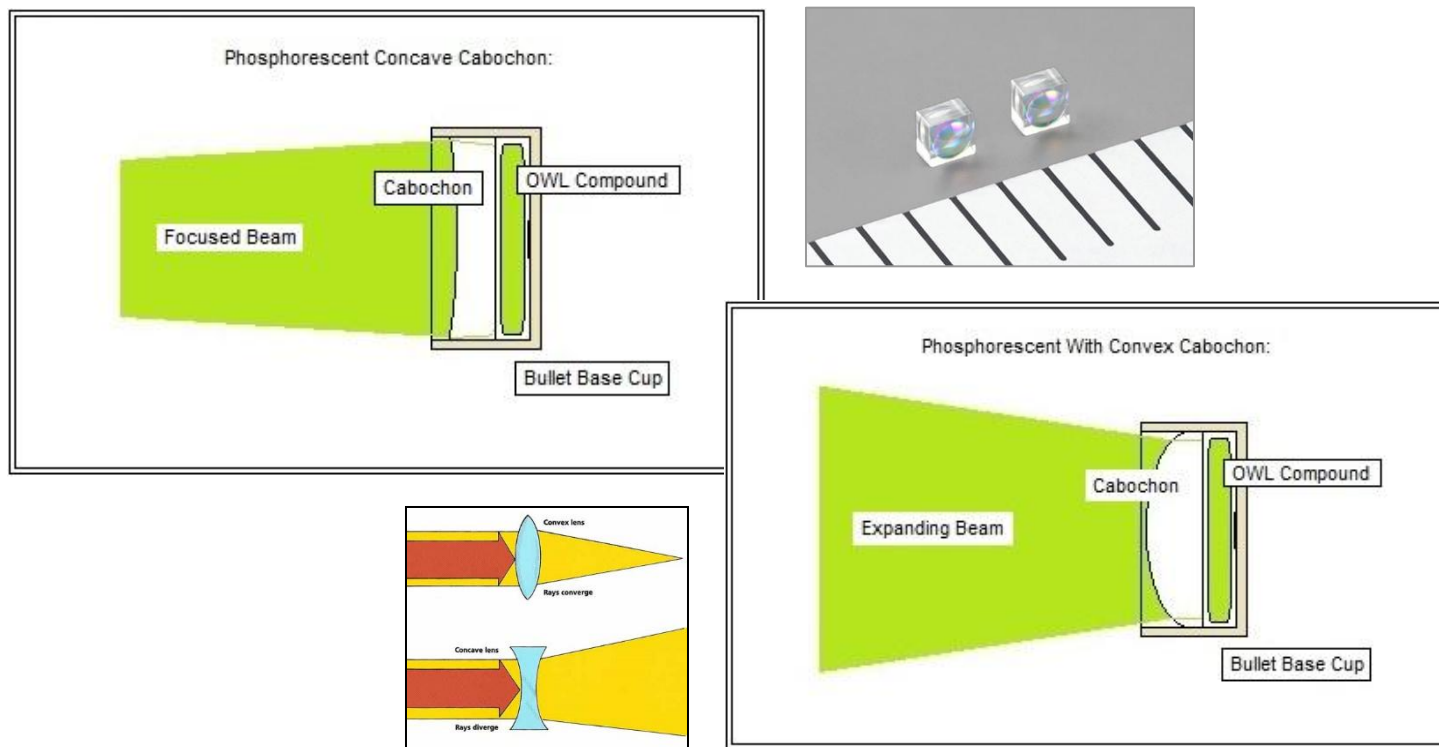 Phosphorescent Concave Cabochon:
Cabochon
OWL Compound
Focused Beam
Bullet Base Cup
Phosphorescent With Convex Cabochon:
Cabochon
OWL Compound
Expanding Beam
Bullet Base Cup
Convex lens
Rays converge
Concave lens
Rays diverge